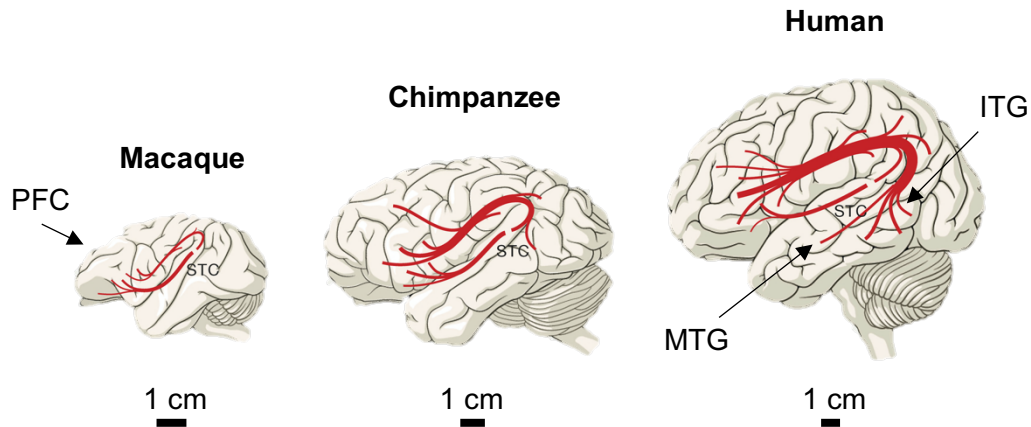 Human
Chimpanzee
ITG
Macaque
PFC
STC
STC
STC
MTG
1 cm
1 cm
1 cm